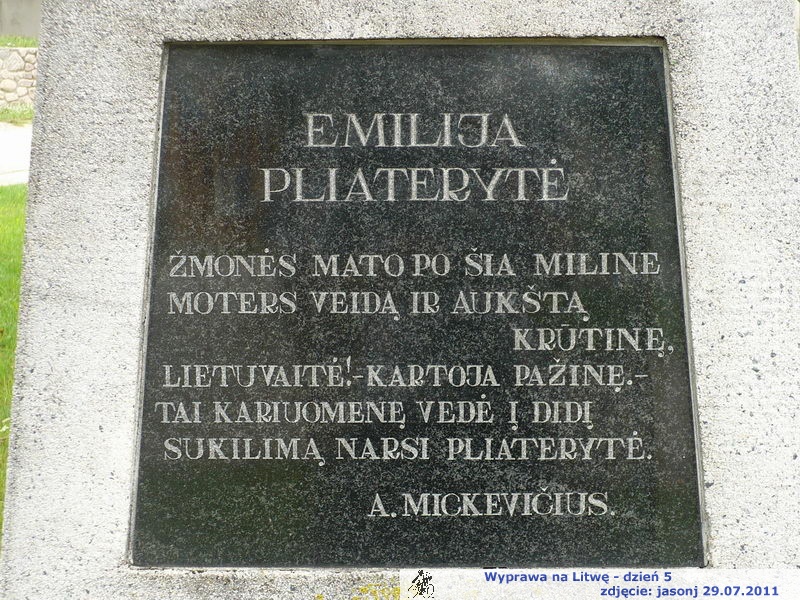 EMILIJA
PLIATERYTĖ
ŽMONĖS MATO PO ŠIA MILINE
MOTERS VEIDĄ IR AUKŠTĄ
KRŪTINĘ,
LIETUVAITĖ!-KARTOJA PAŽINĘ.-
TAI KARIUOMENĘ VEDĖ Į DIDĮ
SUKILIMĄ NARSI PLIATERYTĖ.
A. MICKEVIČIUS.
Wyprawa na Litwę - dzień 5
zdjęcie: jasonj 29.07.2011